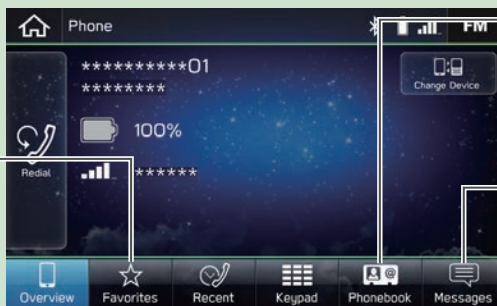 Phone FM
**********01
********
Change Device
100%
Redial
******
Overview Favorites Recent Keypad Phonebook Messages